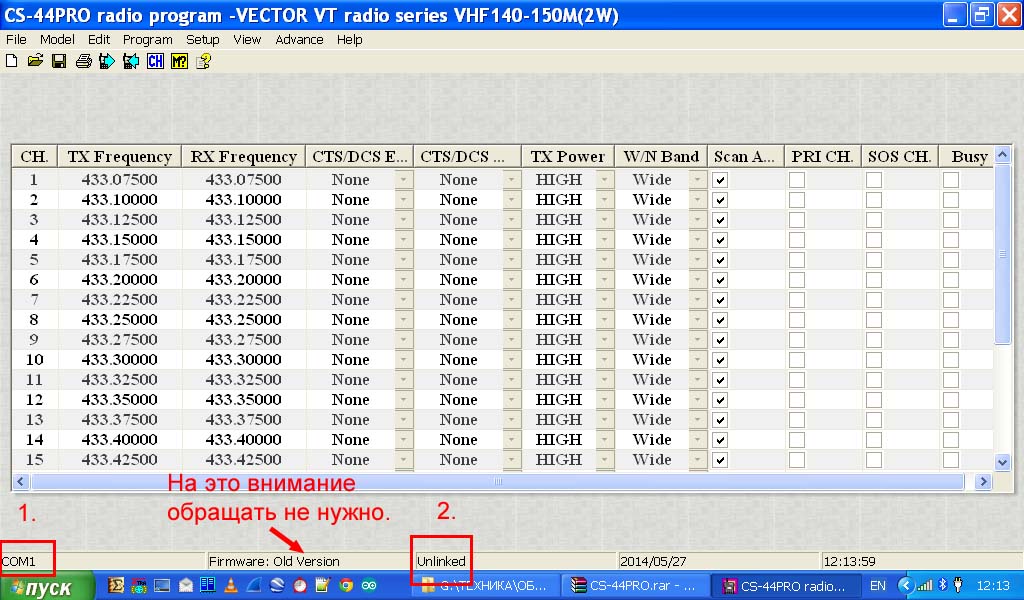 CS-44PRO radio program -VECTOR VT radio series VHF140-150M(2W)
File Model Edit Program Setup View Advance Help
CH M?
CH. TX Frequency RX Frequency CTS/DCS E... CTS/DCS ... TX Power W/N Band Scan A... PRI CH. SOS CH. Busy
1 433.07500 433.07500 None None HIGH Wide
2 433.10000 433.10000 None None HIGH Wide
3 433.12500 433.12500 None None HIGH Wide
4 433.15000 433.15000 None None HIGH Wide
5 433.17500 433.17500 None None HIGH Wide
6 433.20000 433.20000 None None HIGH Wide
7 433.22500 433.22500 None None HIGH Wide
8 433.25000 433.25000 None None HIGH Wide
9 433.27500 433.27500 None None HIGH Wide
10 433.30000 433.30000 None None HIGH Wide
11 433.32500 433.32500 None None HIGH Wide
12 433.35000 433.35000 None None HIGH Wide
13 433.37500 433.37500 None None HIGH Wide
14 433.40000 433.40000 None None HIGH Wide
15 433.42500 433.42500 None None HIGH Wide
На это внимание
обращать не нужно.
1.
2.
COM1 Firmware: Old Version Unlinked 2014/05/27 12:13:59
пуск G:\ТЕХНИКА\ОБ... CS-44PRO.rar - ... CS-44PRO radio... EN 12:13